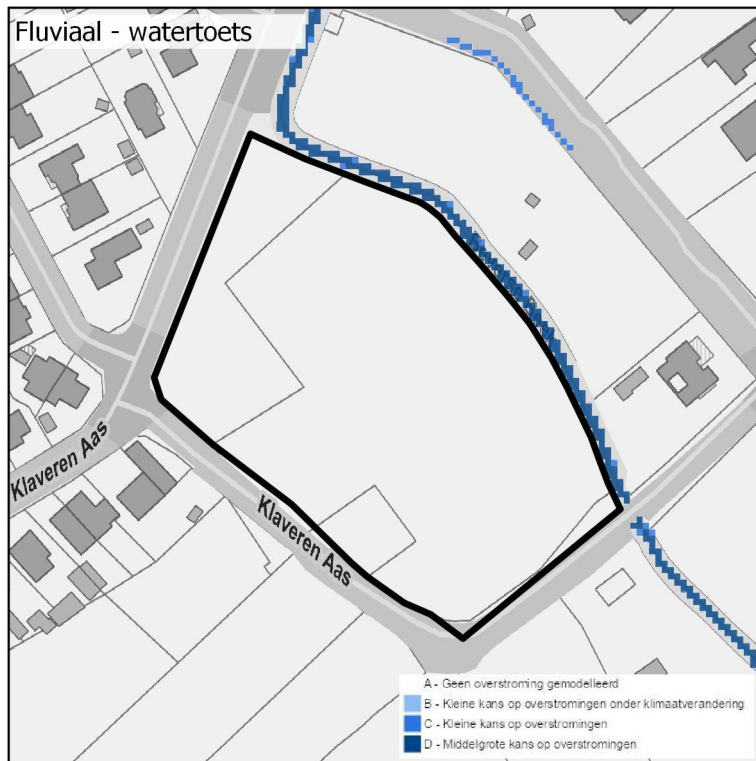 Fluviaal - watertoets
Klaveren Aas
Klaveren Aas
A - Geen overstroming gemodelleerd
B - Kleine kans op overstromingen onder klimaatverandering
C - Kleine kans op overstromingen
D - Middelgrote kans op overstromingen